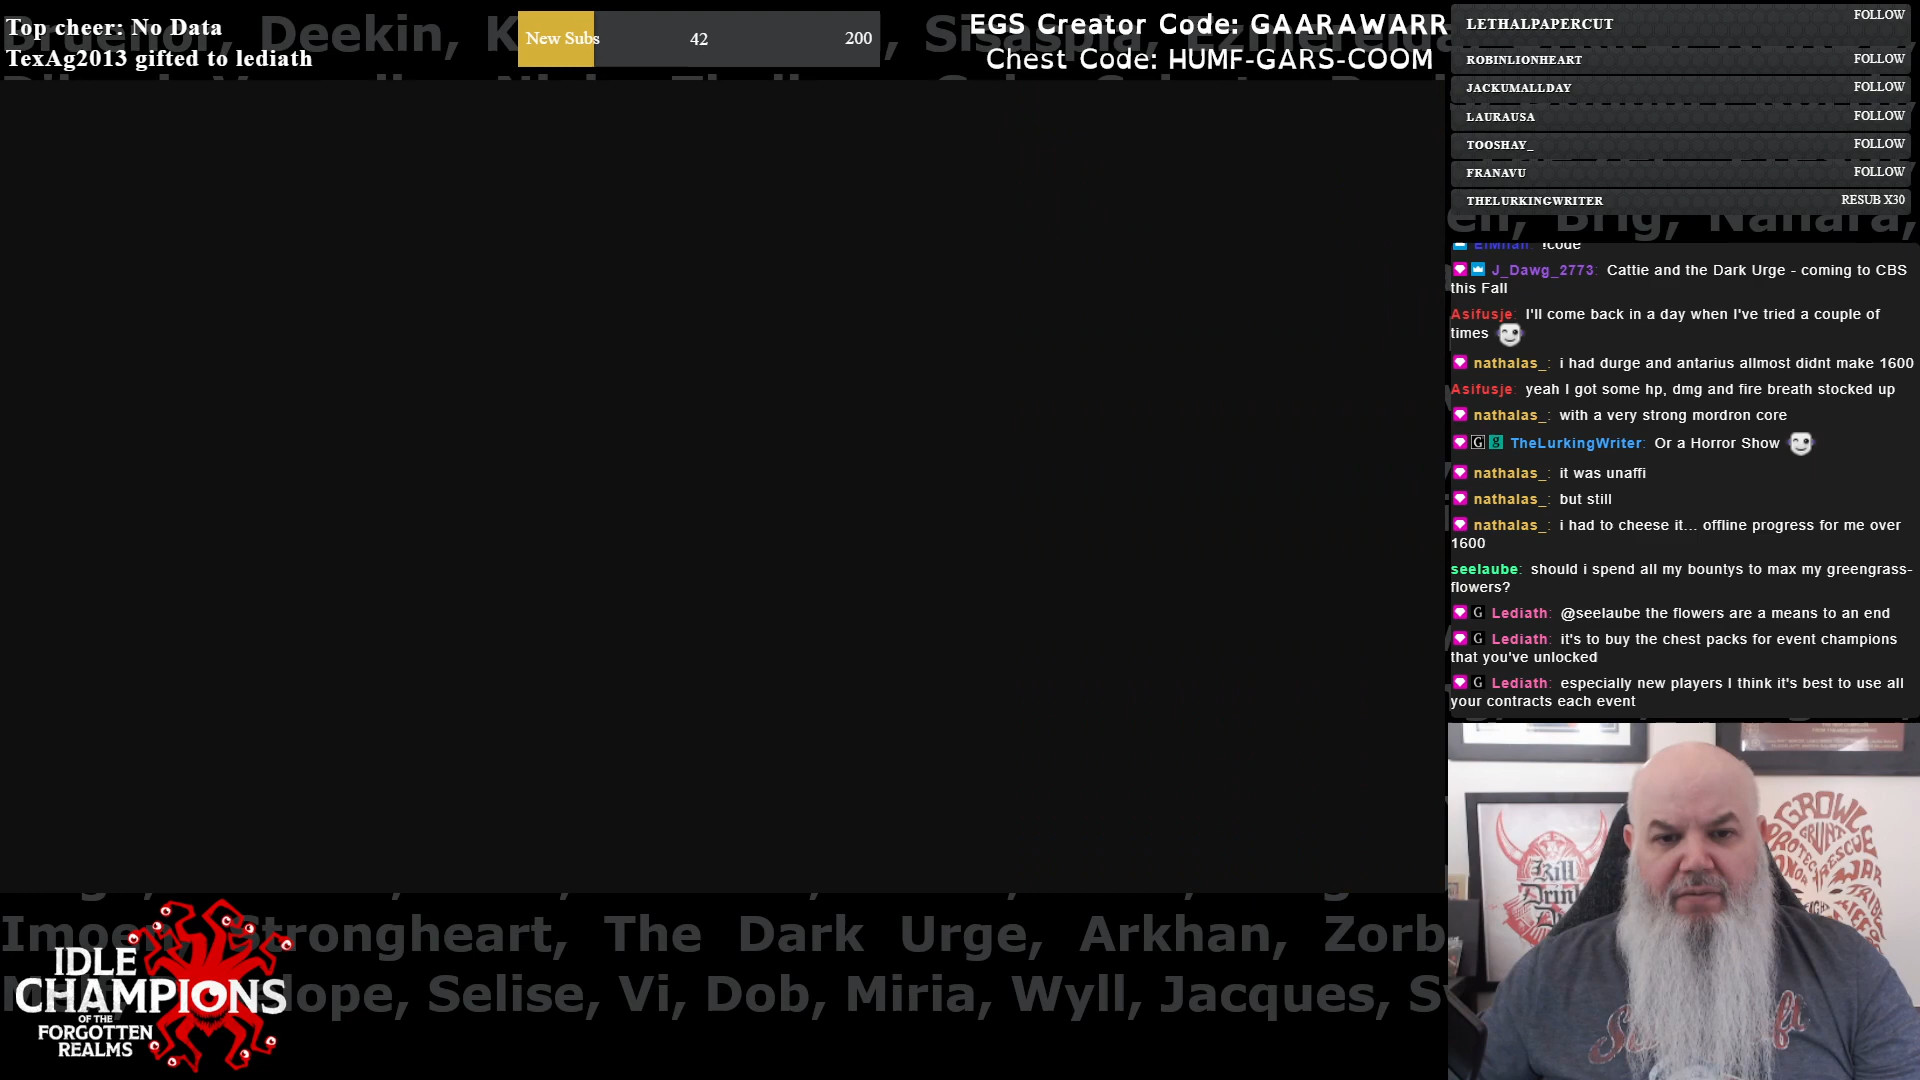 Top cheer: No Data
TexAg2013 gifted to lediath
New Subs 42 200
EGS Creator Code: GAARAWARR
Chest Code: HUMF-GARS-COOM
LETHALPAPERCUT FOLLOW
ROBINLIONHEART FOLLOW
JACKUMALLDAY FOLLOW
LAURAUSA FOLLOW
TOOSHAY_ FOLLOW
FRANAVU FOLLOW
THELURKINGWRITER RESUB X30
Deekin,
Brig, Nahara,
!code
J_Dawg_2773: Cattie and the Dark Urge - coming to CBS
this Fall
Asifusje: I'll come back in a day when I've tried a couple of
times
nathalas_: i had durge and antarius allmost didnt make 1600
Asifusje: yeah I got some hp, dmg and fire breath stocked up
nathalas_: with a very strong mordron core
TheLurkingWriter: Or a Horror Show
nathalas_: it was unaffi
nathalas_: but still
nathalas_: i had to cheese it... offline progress for me over
1600
seelaube: should i spend all my bountys to max my greengrass-
flowers?
Lediath: @seelaube the flowers are a means to an end
Lediath: it's to buy the chest packs for event champions
that you've unlocked
Lediath: especially new players I think it's best to use all
your contracts each event
Strongheart, The Dark Urge, Arkhan, Zorb
Selise, Vi, Dob, Miria, Wyll, Jacques,
IDLE
CHAMPIONS
OF THE
FORGOTTEN
REALMS
Kill
Drink
GROWL
GRUNT
PROTECT